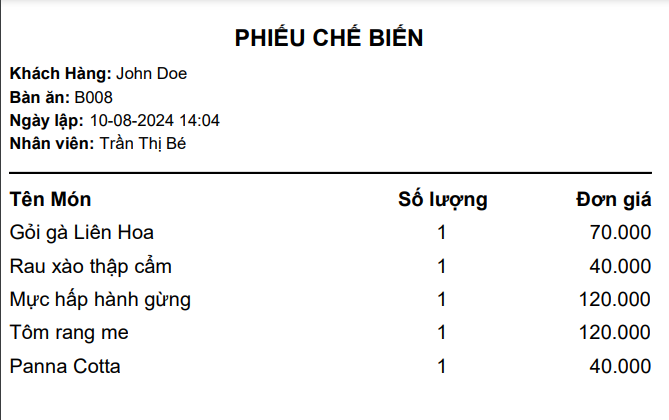 PHIẾU CHẾ BIẾN
Khách Hàng: John Doe
Bàn ăn: B008
Ngày lập: 10-08-2024 14:04
Nhân viên: Trần Thị Bé
Tên Món Số lượng Đơn giá
Gỏi gà Liên Hoa 1 70.000
Rau xào thập cẩm 1 40.000
Mực hấp hành gừng 1 120.000
Tôm rang me 1 120.000
Panna Cotta 1 40.000